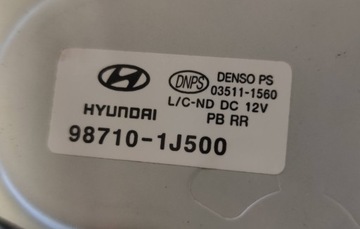 DNPS
DENSO PS
03511-1560
HYUNDAI
L/C-ND DC 12V
PB RR
98710-1J500